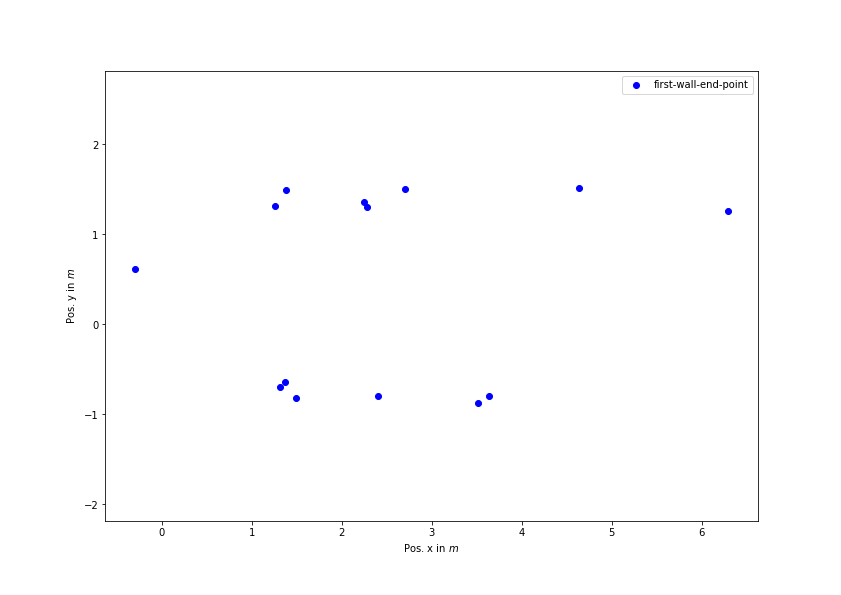 first-wall-end-point
2
1
0
−1
−2
Pos. y in m
0 1 2 3 4 5 6
Pos. x in m